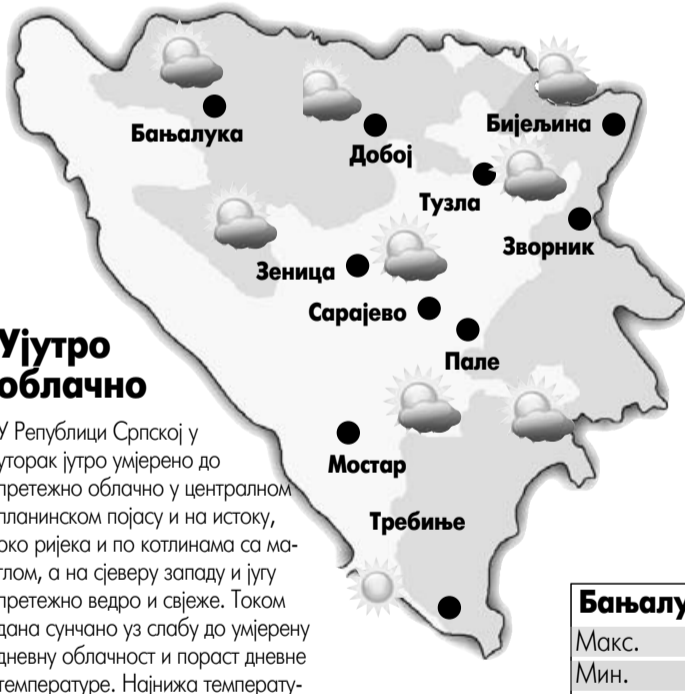 Бањалука
Добој
Бијељина
Тузла
Зворник
Зеница
Сарајево
Пале
Мостар
Требиње
Ујутро
облачно
У Републици Српској у
уторак јутро умјерено до
претежно облачно у централном
планинском појасу и на истоку,
око ријека и по котлинама са ма-
глом, а на сјеверу западу и југу
претежно ведро и свјеже. Током
дана сунчано уз слабу до умјерену
дневну облачност и пораст дневне
температуре. Најнижа температу-
Макс.
Мин.